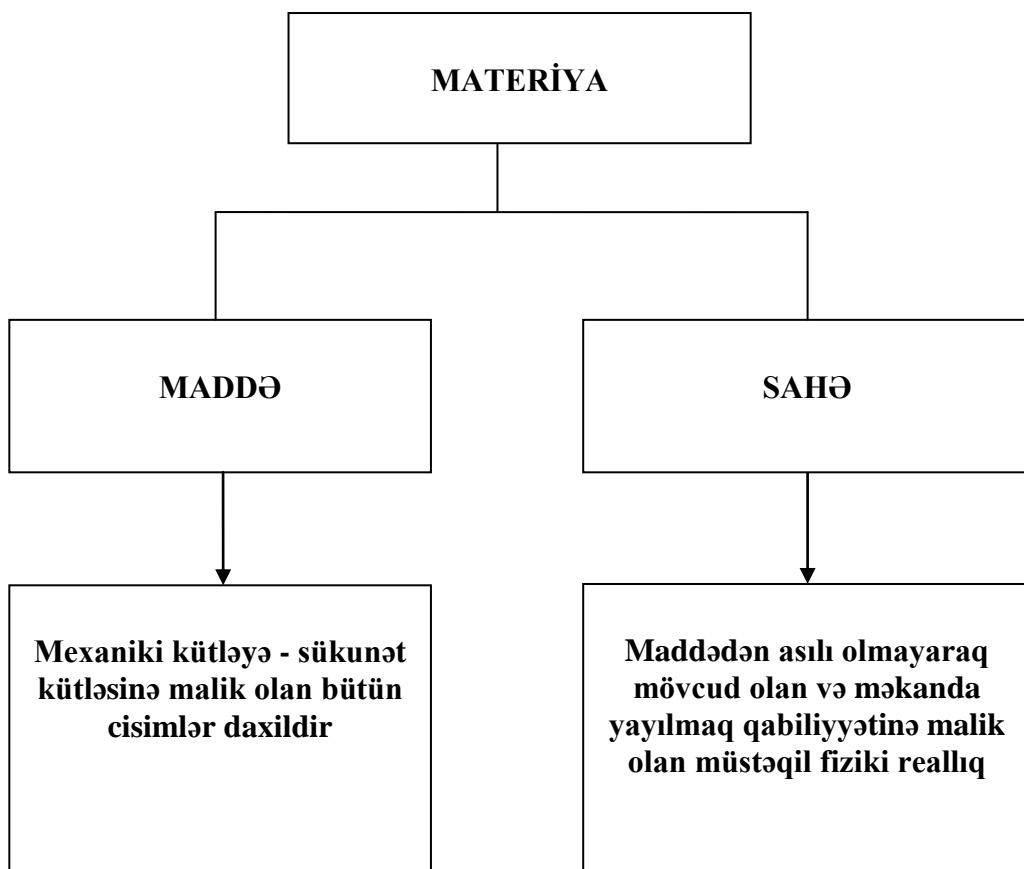 MATERİYA
MADDƏ
SAHƏ
Mexaniki kütləyə - sükunət
kütləsinə malik olan bütün
cisimlər daxildir
Maddədən asılı olmayaraq
mövcud olan və məkanda
yayılmaq qabiliyyətinə malik
olan müstəqil fiziki reallıq